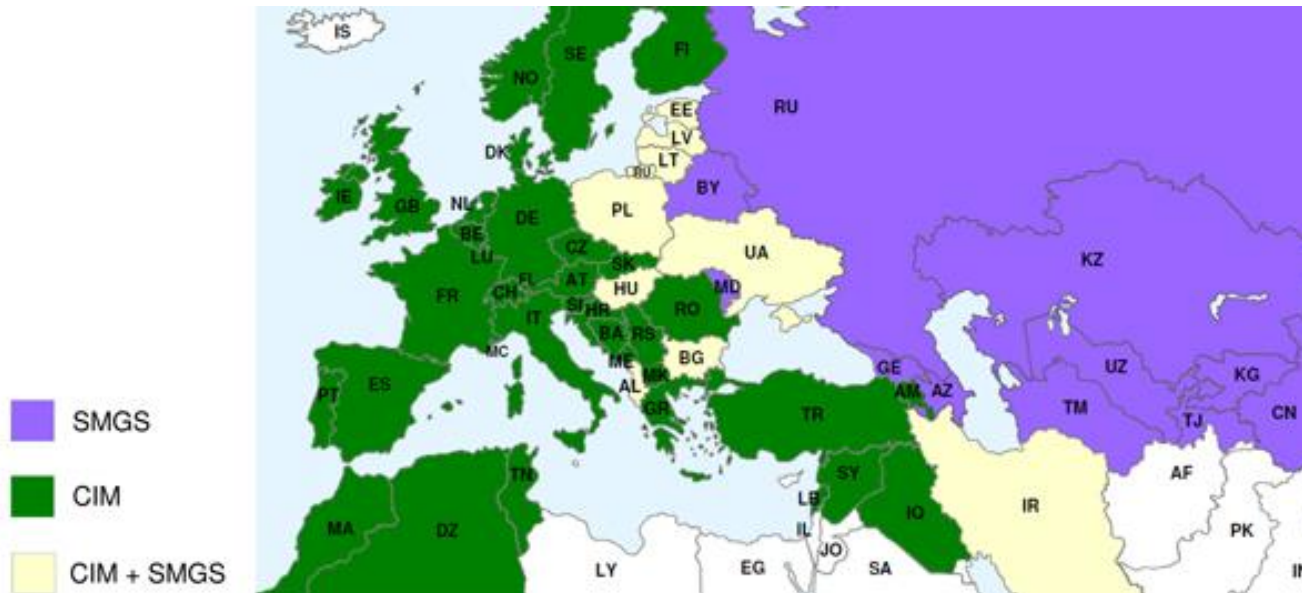 IS
SE
FI
NO
EE
RU
LV
DK
LT
RU
BY
IE
GB
NL
DE
PL
BE
UA
CZ
LU
SK
KZ
FL
AT
FR
CH
HU
MD
SI
HR
RO
IT
BA
RS
MC
BG
ME
GE
UZ
KG
PT
ES
AL
MK
AM
AZ
TM
CN
GR
TR
TJ
SMGS
TN
SY
AF
LB
CIM
MA
DZ
IQ
IR
IL
PK
JO
CIM + SMGS
LY
EG
SA